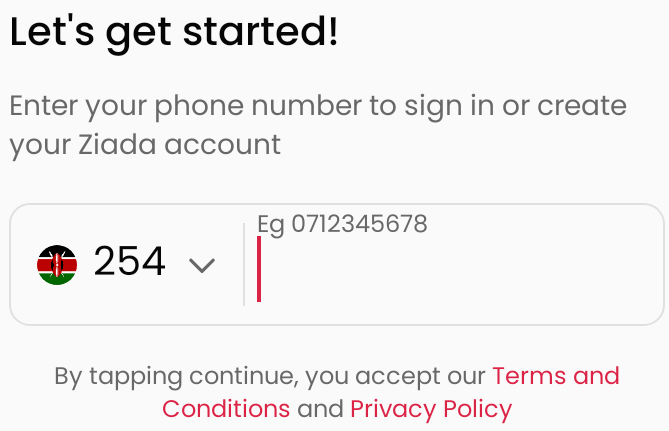 Let's get started!
Enter your phone number to sign in or create
your Ziada account
Eg 0712345678
254
By tapping continue, you accept our Terms and
Conditions and Privacy Policy